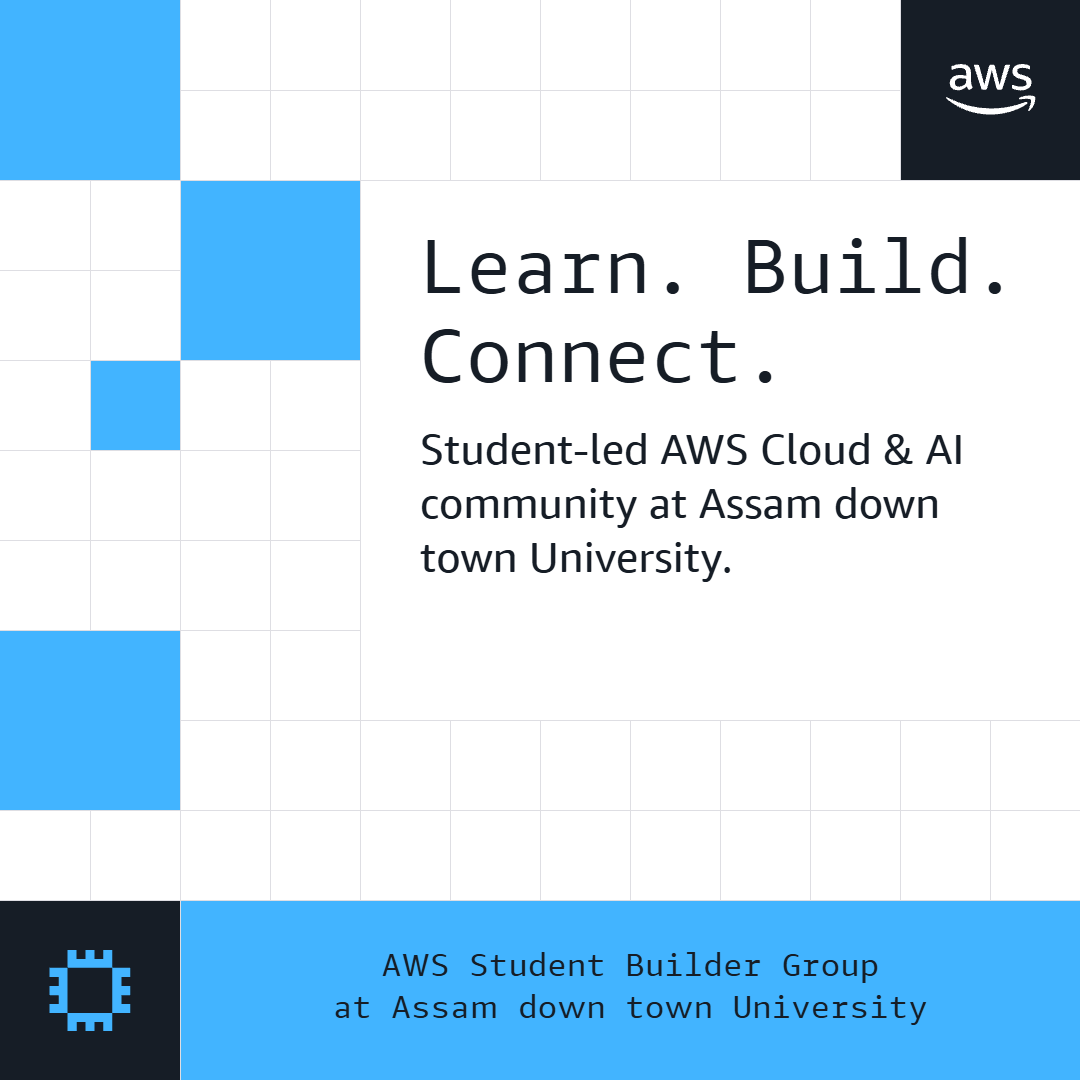 aws
Learn. Build.
Connect.
Student-led AWS Cloud & AI
community at Assam down
town University.
AWS Student Builder Group
at Assam down town University